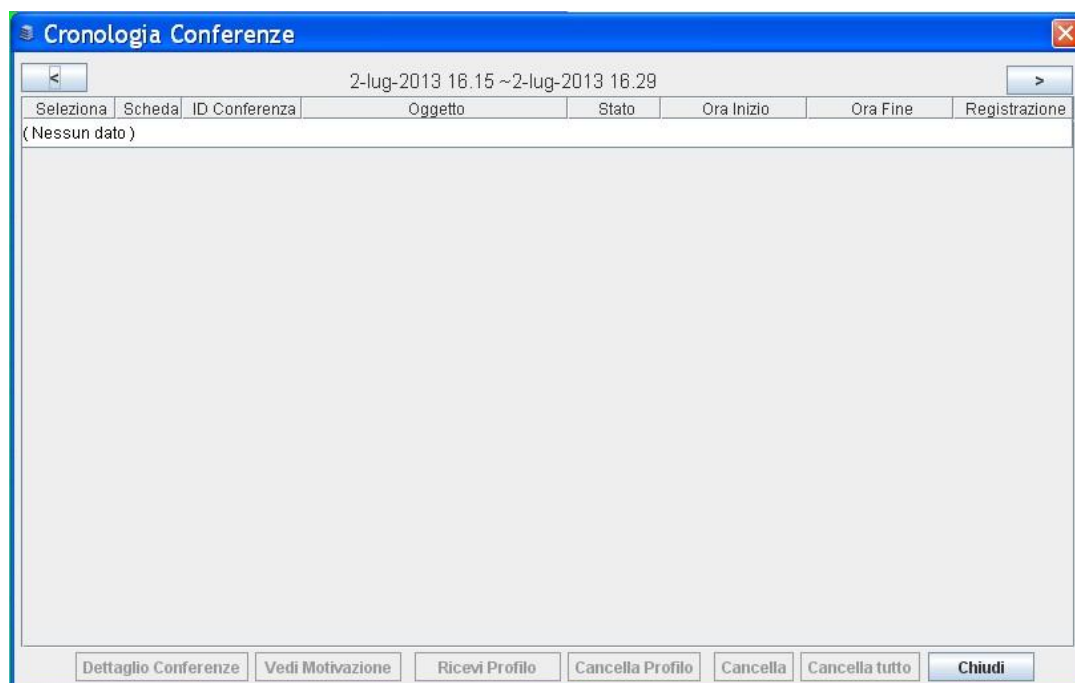 Cronologia Conferenze
< 2-lug-2013 16.15 ~2-lug-2013 16.29 >
Seleziona Scheda ID Conferenza Oggetto Stato Ora Inizio Ora Fine Registrazione
( Nessun dato )
Dettaglio Conferenze Vedi Motivazione Ricevi Profilo Cancella Profilo Cancella Cancella tutto Chiudi